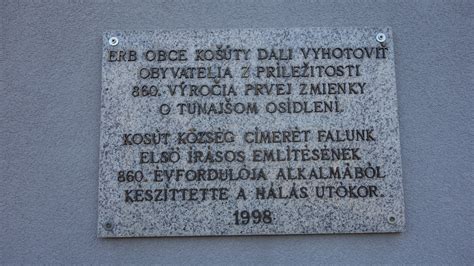 ERB OBCE KOŠÚTY DALI VYHOTOVIŤ
OBYVATELIA Z PRÍLEŽITOSTI
860. VÝROČIA PRVEJ ZMIENKY
O TUNAJŠOM OSÍDLENÍ.
KOSÚT KÖZSÉG CÍMERÉT FALUNK
ELSŐ ÍRÁSOS EMLÍTÉSÉNEK
860. ÉVFORDULÓJA ALKALMÁBÓL
KÉSZÍTTETTE A HÁLÁS UTÓKOR.
1998